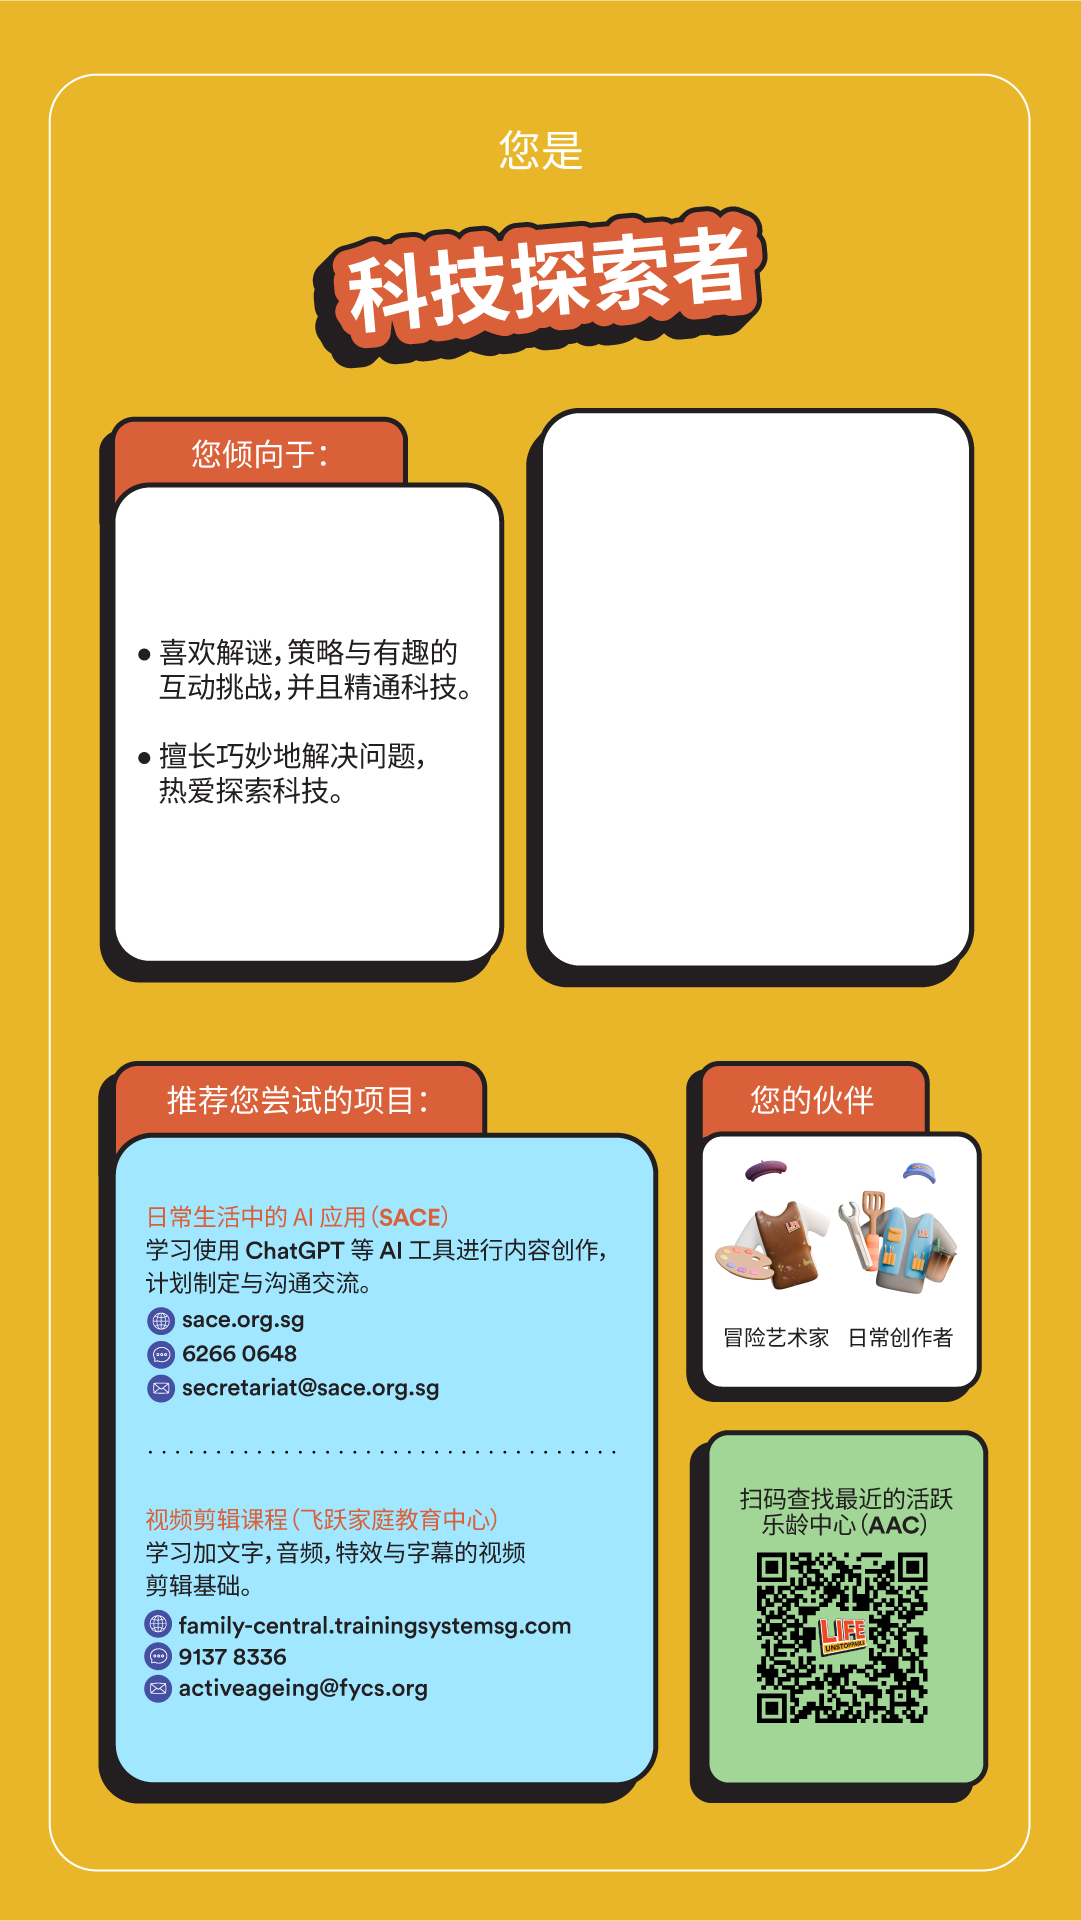 您是
科技探索者
您倾向于：
● 喜欢解谜，策略与有趣的
互动挑战，并且精通科技。
● 擅长巧妙地解决问题，
热爱探索科技。
推荐您尝试的项目：
日常生活中的 AI 应用（SACE）
学习使用 ChatGPT 等 AI 工具进行内容创作，
计划制定与沟通交流。
sace.org.sg
6266 0648
secretariat@sace.org.sg
视频剪辑课程（飞跃家庭教育中心）
学习加文字，音频，特效与字幕的视频
剪辑基础。
family-central.trainingsystemsg.com
9137 8336
activeageing@fycs.org
您的伙伴
冒险艺术家
日常创作者
扫码查找最近的活跃
乐龄中心（AAC）
LIFE
UNSTOPPABLE